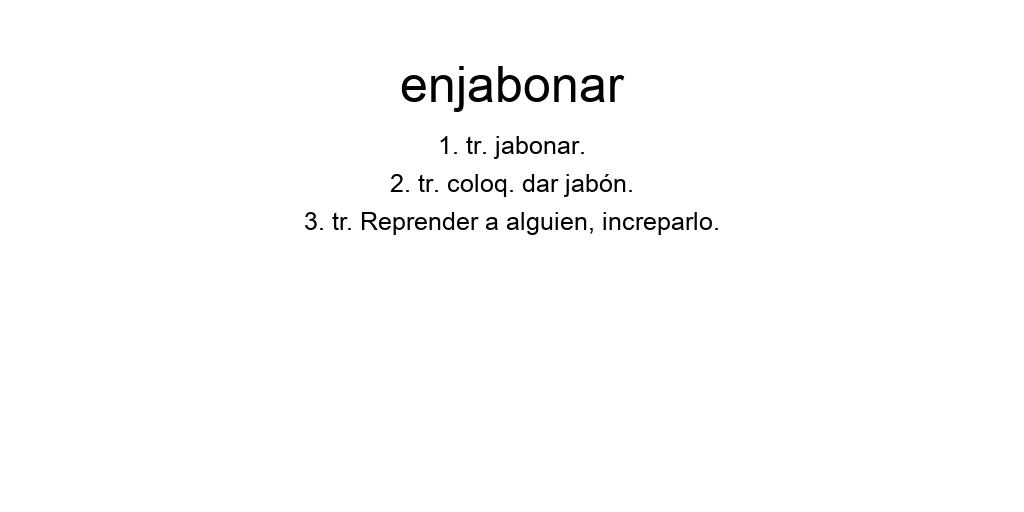 enjabonar
1. tr. jabonar.
2. tr. coloq. dar jabón.
3. tr. Reprender a alguien, increparlo.